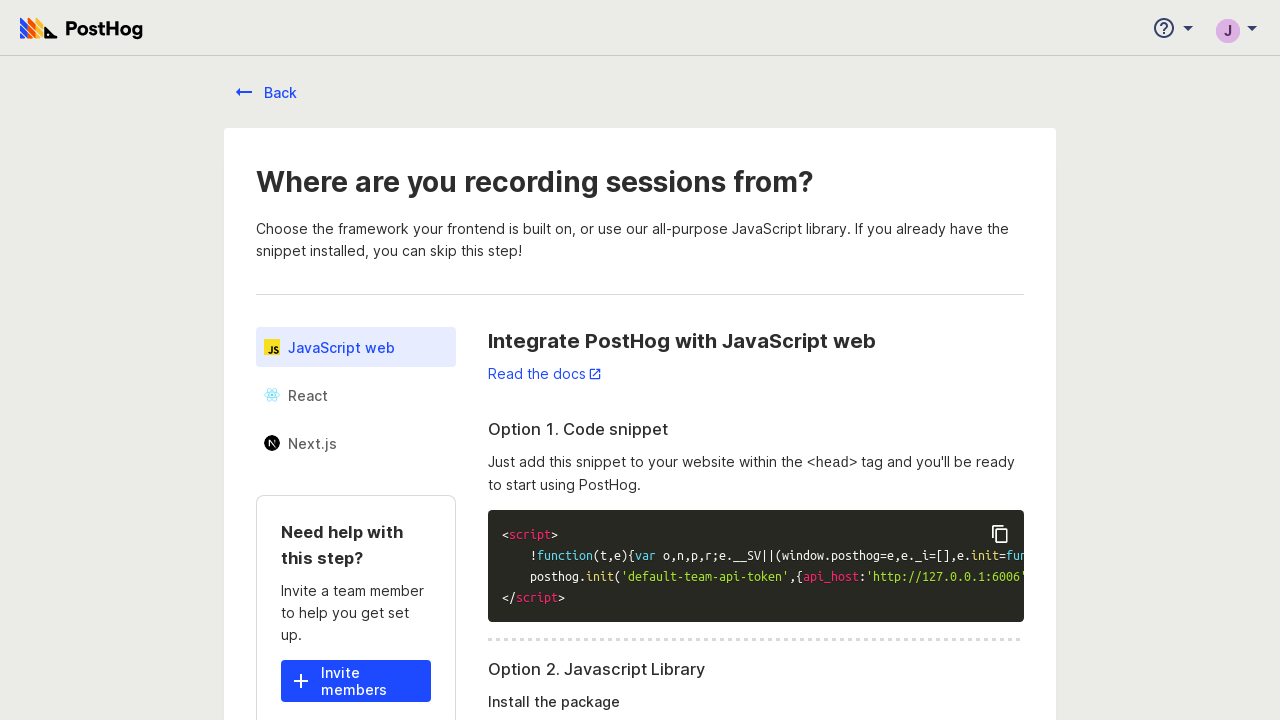 PostHog
J
Back
Where are you recording sessions from?
Choose the framework your frontend is built on, or use our all-purpose JavaScript library. If you already have the
snippet installed, you can skip this step!
JS
JavaScript web
React
N
Next.js
Need help with
this step?
Invite a team member
to help you get set
up.
Invite
members
Integrate PostHog with JavaScript web
Read the docs
Option 1. Code snippet
Just add this snippet to your website within the <head> tag and you'll be ready
to start using PostHog.
<script>
!function(t,e){var o,n,p,r;e.__SV||(window.posthog=e,e._i=[],e.init=fun
posthog.init('default-team-api-token',{api_host:'http://127.0.0.1:6006'
</script>
Option 2. Javascript Library
Install the package